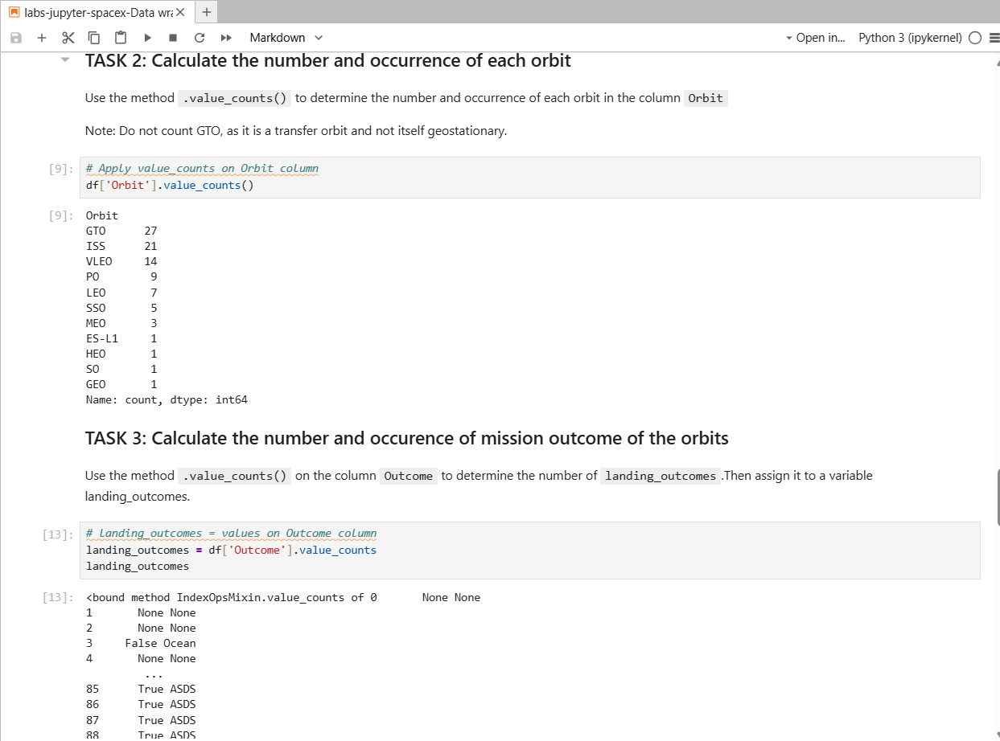 labs-jupyter-spacex-Data wra
Markdown
Open in...
Python 3 (ipykernel)
TASK 2: Calculate the number and occurrence of each orbit
Use the method .value_counts() to determine the number and occurrence of each orbit in the column Orbit
Note: Do not count GTO, as it is a transfer orbit and not itself geostationary.
[9]: # Apply value_counts on Orbit column
df['Orbit'].value_counts()
[9]: Orbit
GTO 27
ISS 21
VLEO 14
PO 9
LEO 7
SSO 5
MEO 3
ES-L1 1
HEO 1
SO 1
GEO 1
Name: count, dtype: int64
TASK 3: Calculate the number and occurence of mission outcome of the orbits
Use the method .value_counts() on the column Outcome to determine the number of landing_outcomes .Then assign it to a variable
landing_outcomes.
[13]: # landing_outcomes = values on Outcome column
landing_outcomes = df['Outcome'].value_counts
landing_outcomes
[13]: <bound method IndexOpsMixin.value_counts of 0 None None
1 None None
2 None None
3 False Ocean
4 None None
...
85 True ASDS
86 True ASDS
87 True ASDS
88 True ASDS